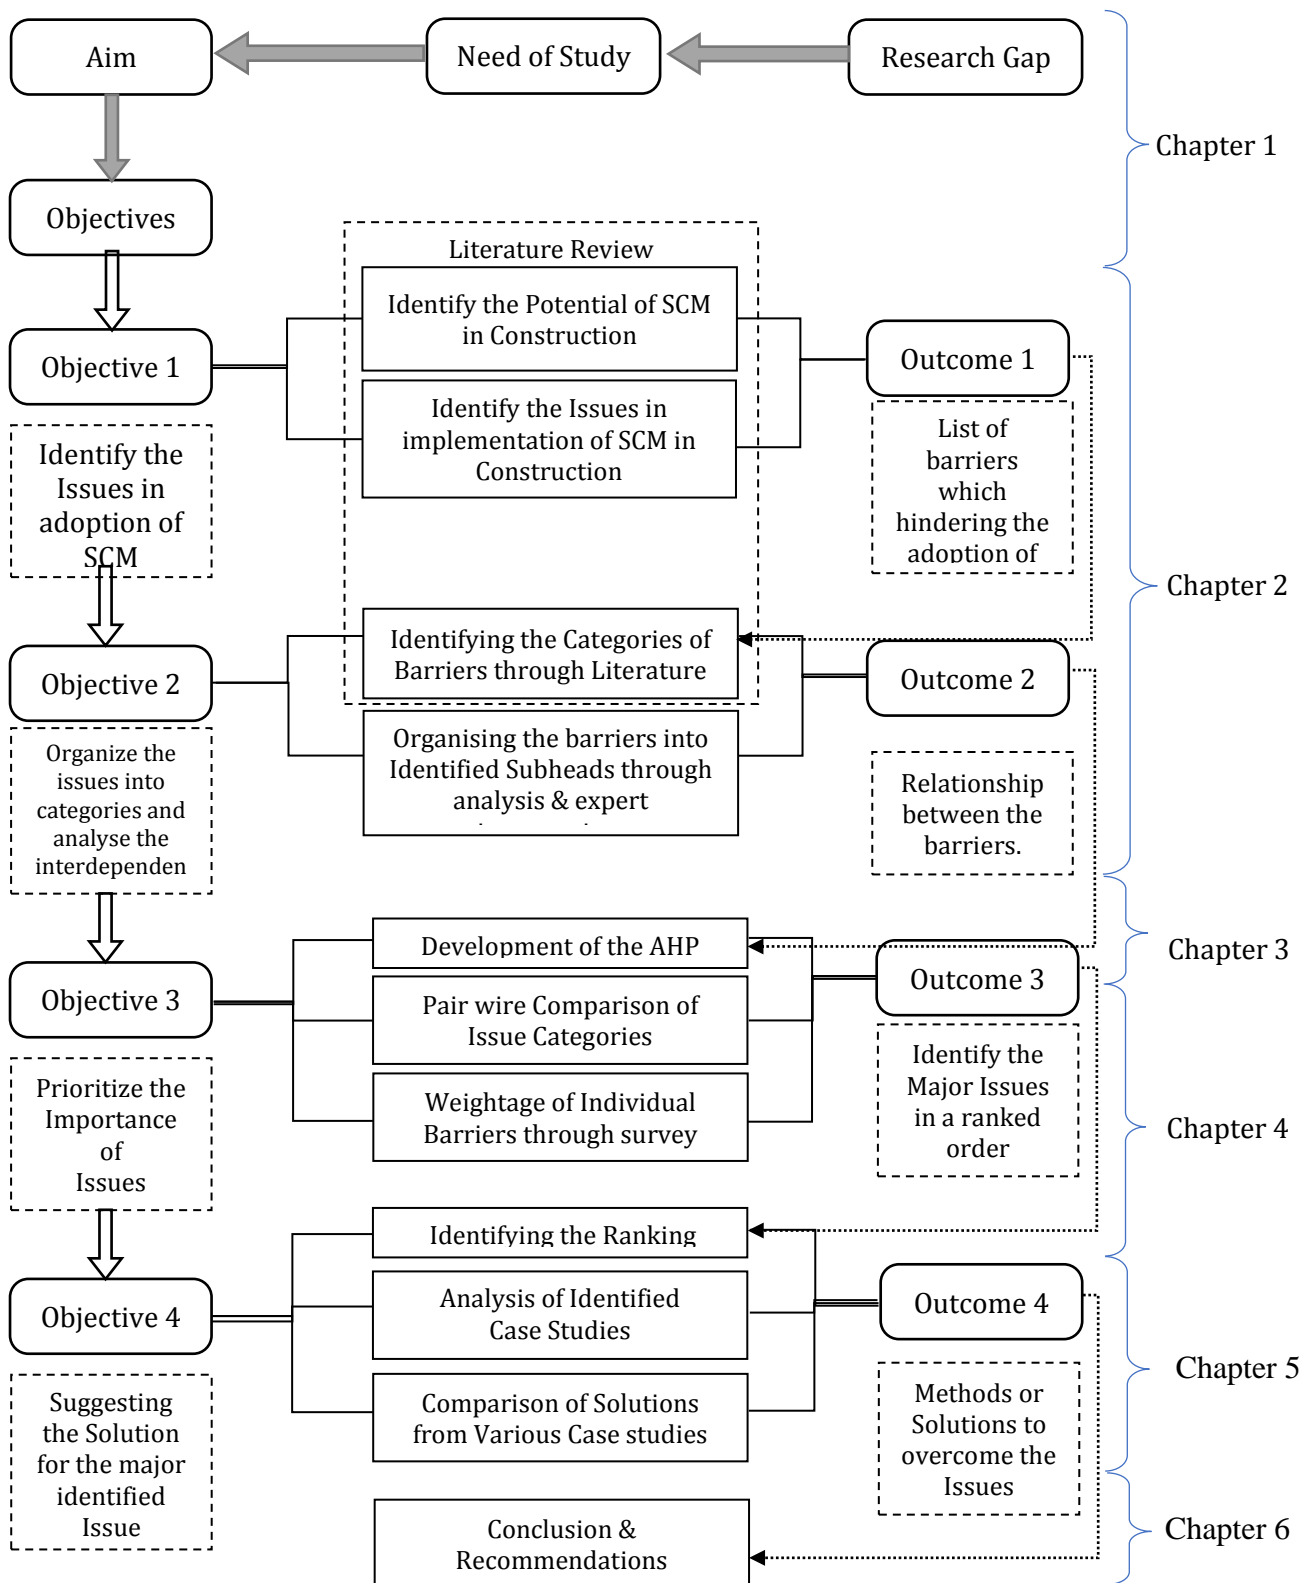 Aim
Need of Study
Research Gap
Chapter 1
Objectives
Literature Review
Identify the Potential of SCM
in Construction
Objective 1
Outcome 1
Identify the Issues in
implementation of SCM in
Construction
Identify the
Issues in
adoption of
SCM
List of
barriers
which
hindering the
adoption of
Chapter 2
Identifying the Categories of
Barriers through Literature
Objective 2
Outcome 2
Organising the barriers into
Identified Subheads through
analysis & expert
Organize the
issues into
categories and
analyse the
interdependen
Relationship
between the
barriers.
Development of the AHP
Chapter 3
Objective 3
Outcome 3
Pair wire Comparison of
Issue Categories
Prioritize the
Importance
of
Issues
Weightage of Individual
Barriers through survey
Identify the
Major Issues
in a ranked
order
Chapter 4
Identifying the Ranking
Objective 4
Outcome 4
Analysis of Identified
Case Studies
Chapter 5
Suggesting
the Solution
for the major
identified
Issue
Comparison of Solutions
from Various Case studies
Methods or
Solutions to
overcome the
Issues
Conclusion &
Recommendations
Chapter 6